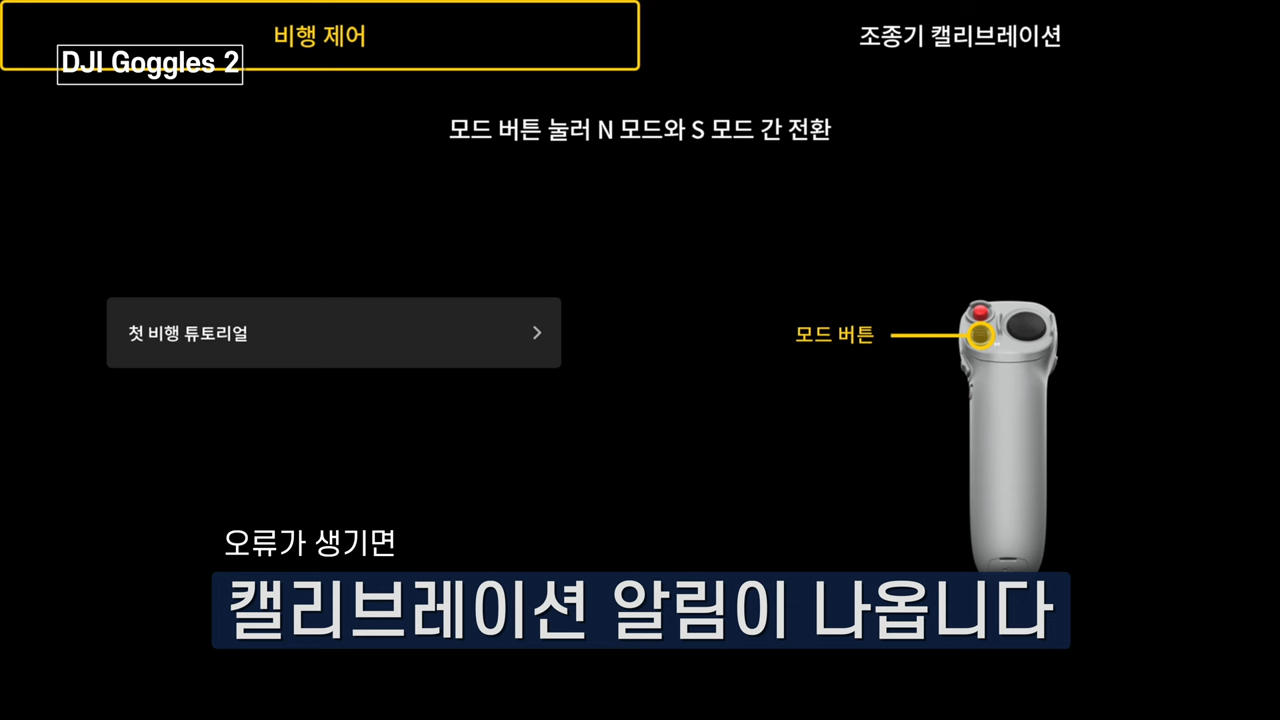 비행 제어
조종기 캘리브레이션
DJI Goggles 2
모드 버튼 눌러 N 모드와 S 모드 간 전환
첫 비행 튜토리얼
모드 버튼
오류가 생기면
캘리브레이션 알림이 나옵니다